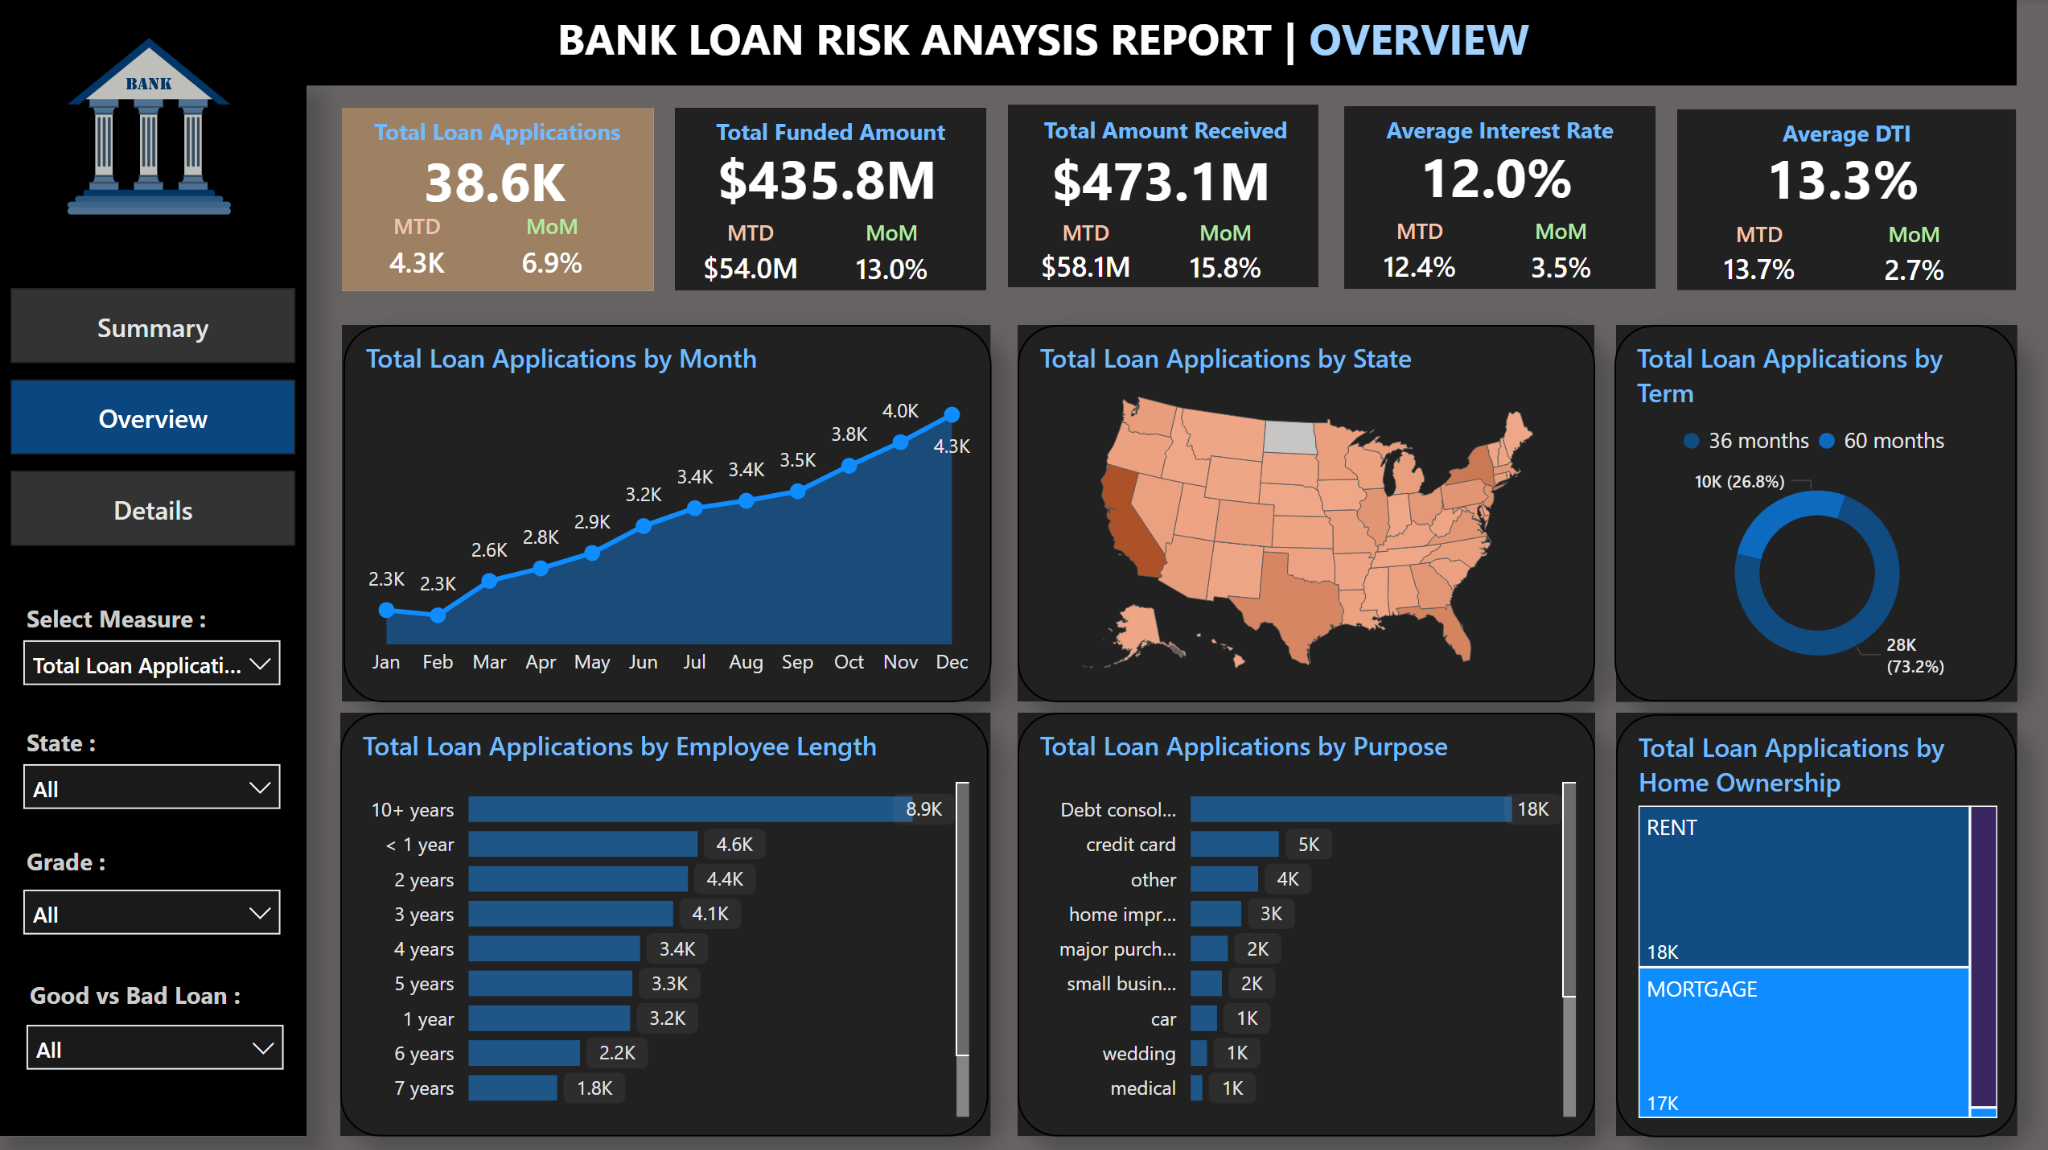 BANK LOAN RISK ANAYSIS REPORT | OVERVIEW
BANK
Summary
Overview
Details
Select Measure :
Total Loan Applicati...
State :
All
Grade :
All
Good vs Bad Loan :
All
Total Loan Applications
38.6K
MTD MoM
4.3K 6.9%
Total Funded Amount
$435.8M
MTD MoM
$54.0M 13.0%
Total Amount Received
$473.1M
MTD MoM
$58.1M 15.8%
Average Interest Rate
12.0%
MTD MoM
12.4% 3.5%
Average DTI
13.3%
MTD MoM
13.7% 2.7%
Total Loan Applications by Month
2.3K 2.3K 2.6K 2.8K 2.9K 3.2K 3.4K 3.4K 3.5K 3.8K 4.0K 4.3K
Jan Feb Mar Apr May Jun Jul Aug Sep Oct Nov Dec
Total Loan Applications by State
Total Loan Applications by
Term
36 months 60 months
10K (26.8%)
28K
(73.2%)
Total Loan Applications by Employee Length
10+ years 8.9K
< 1 year 4.6K
2 years 4.4K
3 years 4.1K
4 years 3.4K
5 years 3.3K
1 year 3.2K
6 years 2.2K
7 years 1.8K
Total Loan Applications by Purpose
Debt consol... 18K
credit card 5K
other 4K
home impr... 3K
major purch... 2K
small busin... 2K
car 1K
wedding 1K
medical 1K
Total Loan Applications by
Home Ownership
RENT
18K
MORTGAGE
17K